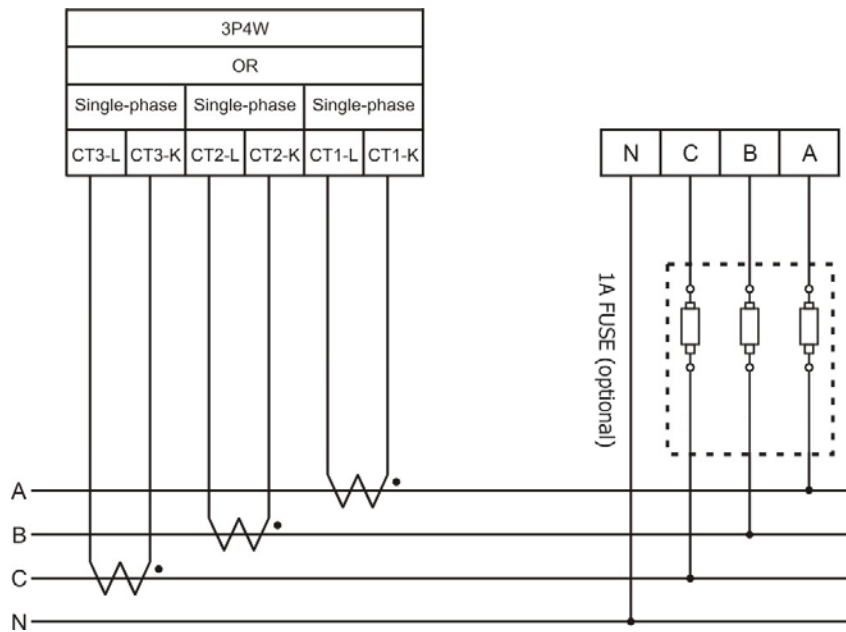 3P4W
OR
Single-phase Single-phase Single-phase
CT3-L CT3-K CT2-L CT2-K CT1-L CT1-K
N C B A
1A FUSE (optional)
A
B
C
N